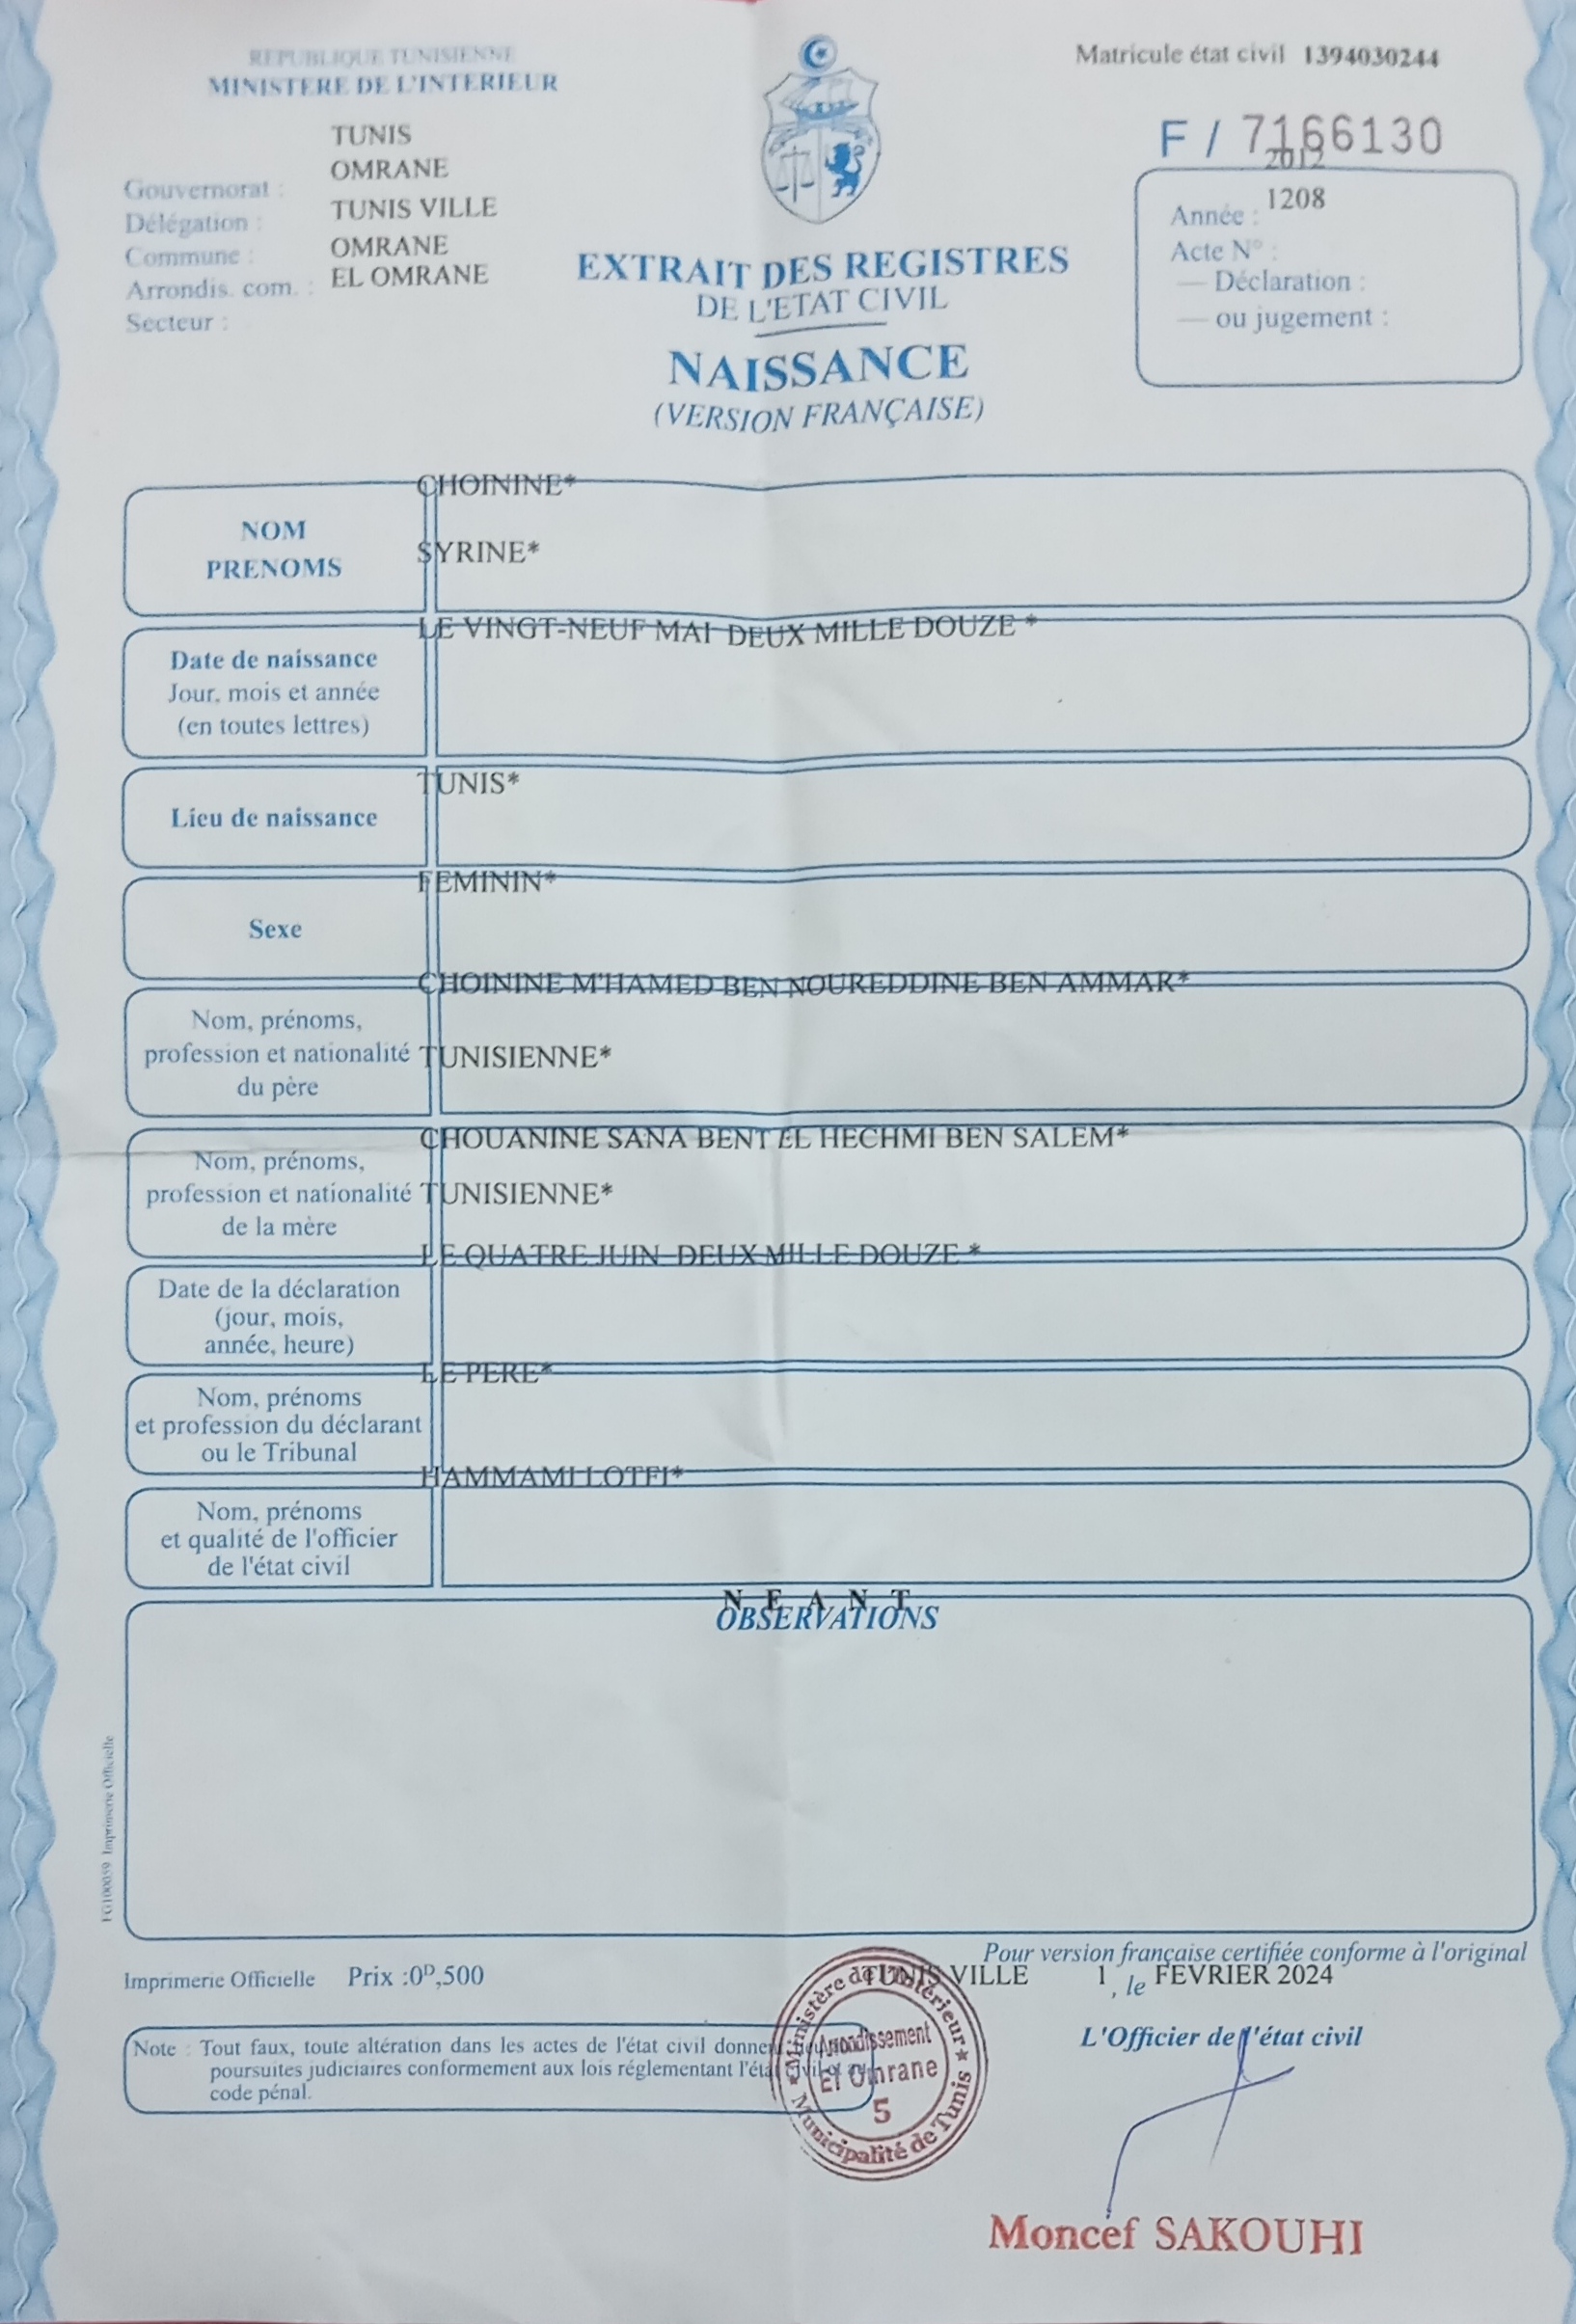 REPUBLIQUE TUNISIENNE
MINISTERE DE L'INTERIEUR
Matricule état civil 1394030244
F / 7166130
TUNIS
OMRANE
Gouvernorat :
TUNIS VILLE
Délégation :
OMRANE
Commune :
EL OMRANE
Arrondis. com. :
Secteur :
2012
1208
Année :
Acte N° :
— Déclaration :
— ou jugement :
EXTRAIT DES REGISTRES
DE L'ETAT CIVIL
NAISSANCE
(VERSION FRANÇAISE)
CHOININE*
NOM
SYRINE*
PRENOMS
LE VINGT-NEUF MAI DEUX MILLE DOUZE *
Date de naissance
Jour, mois et année
(en toutes lettres)
TUNIS*
Lieu de naissance
FEMININ*
Sexe
CHOININE M'HAMED BEN NOUREDDINE BEN AMMAR*
Nom, prénoms,
profession et nationalité TUNISIENNE*
du père
CHOUANINE SANA BENT EL HECHMI BEN SALEM*
Nom, prénoms,
profession et nationalité TUNISIENNE*
de la mère
LE QUATRE JUIN DEUX MILLE DOUZE *
Date de la déclaration
(jour, mois,
année, heure)
LE PERE*
Nom, prénoms
et profession du déclarant
ou le Tribunal
HAMMAMI LOTFI*
Nom, prénoms
et qualité de l'officier
de l'état civil
N E A N T
OBSERVATIONS
FG100059 Imprimerie Officielle
Pour version française certifiée conforme à l'original
Imprimerie Officielle Prix :0D,500
TUNIS VILLE 1 , le FEVRIER 2024
L'Officier de l'état civil
Note : Tout faux, toute altération dans les actes de l'état civil donne
poursuites judiciaires conformement aux lois réglementant l'état civil
code pénal.
Ministère de l'Intérieur
Arrondissement
El Omrane
5
Municipalité de Tunis
Moncef SAKOUHI